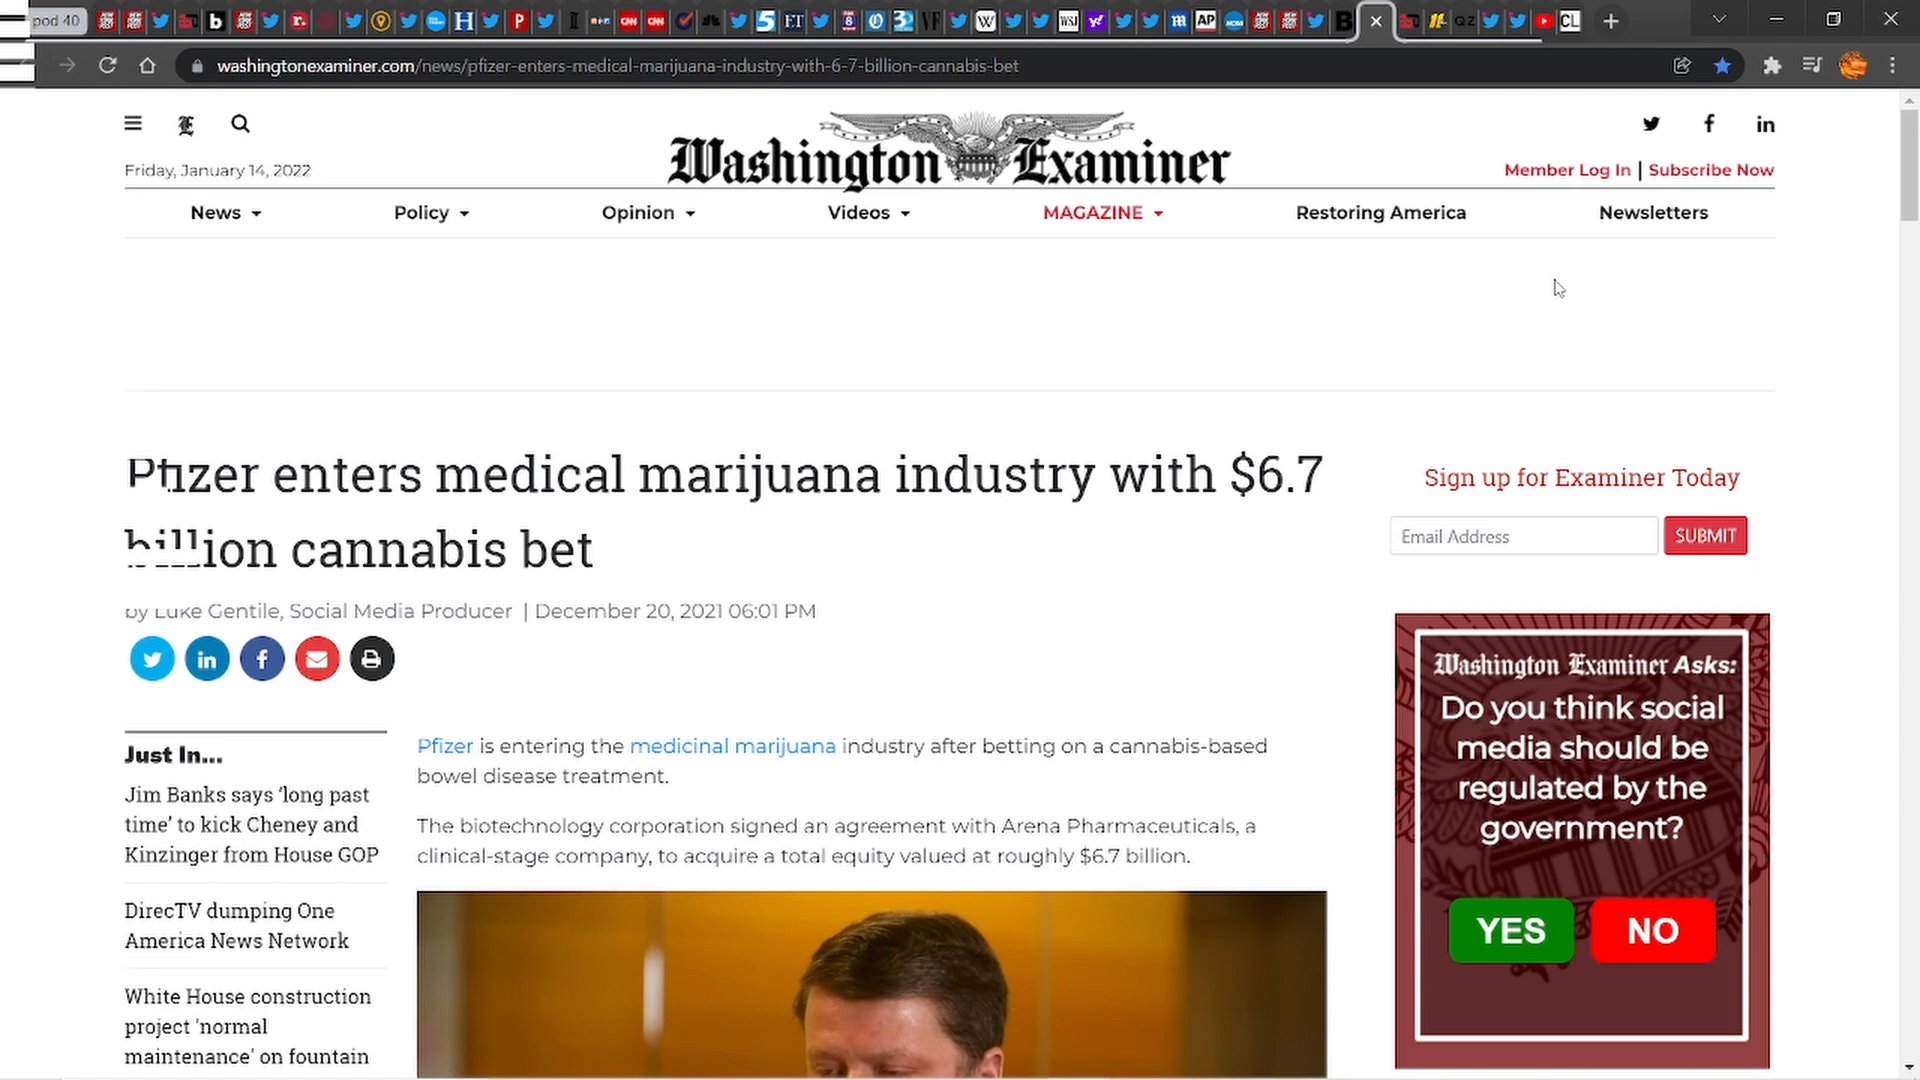 pod 40
washingtonexaminer.com/news/pfizer-enters-medical-marijuana-industry-with-6-7-billion-cannabis-bet
Washington Examiner
Friday, January 14, 2022
Member Log In | Subscribe Now
News
Policy
Opinion
Videos
MAGAZINE
Restoring America
Newsletters
Pfizer enters medical marijuana industry with $6.7
billion cannabis bet
by Luke Gentile, Social Media Producer | December 20, 2021 06:01 PM
Just In...
Jim Banks says ‘long past
time’ to kick Cheney and
Kinzinger from House GOP
DirecTV dumping One
America News Network
White House construction
project 'normal
maintenance' on fountain
Pfizer is entering the medicinal marijuana industry after betting on a cannabis-based
bowel disease treatment.
The biotechnology corporation signed an agreement with Arena Pharmaceuticals, a
clinical-stage company, to acquire a total equity valued at roughly $6.7 billion.
Sign up for Examiner Today
Email Address
SUBMIT
Washington Examiner Asks:
Do you think social
media should be
regulated by the
government?
YES
NO